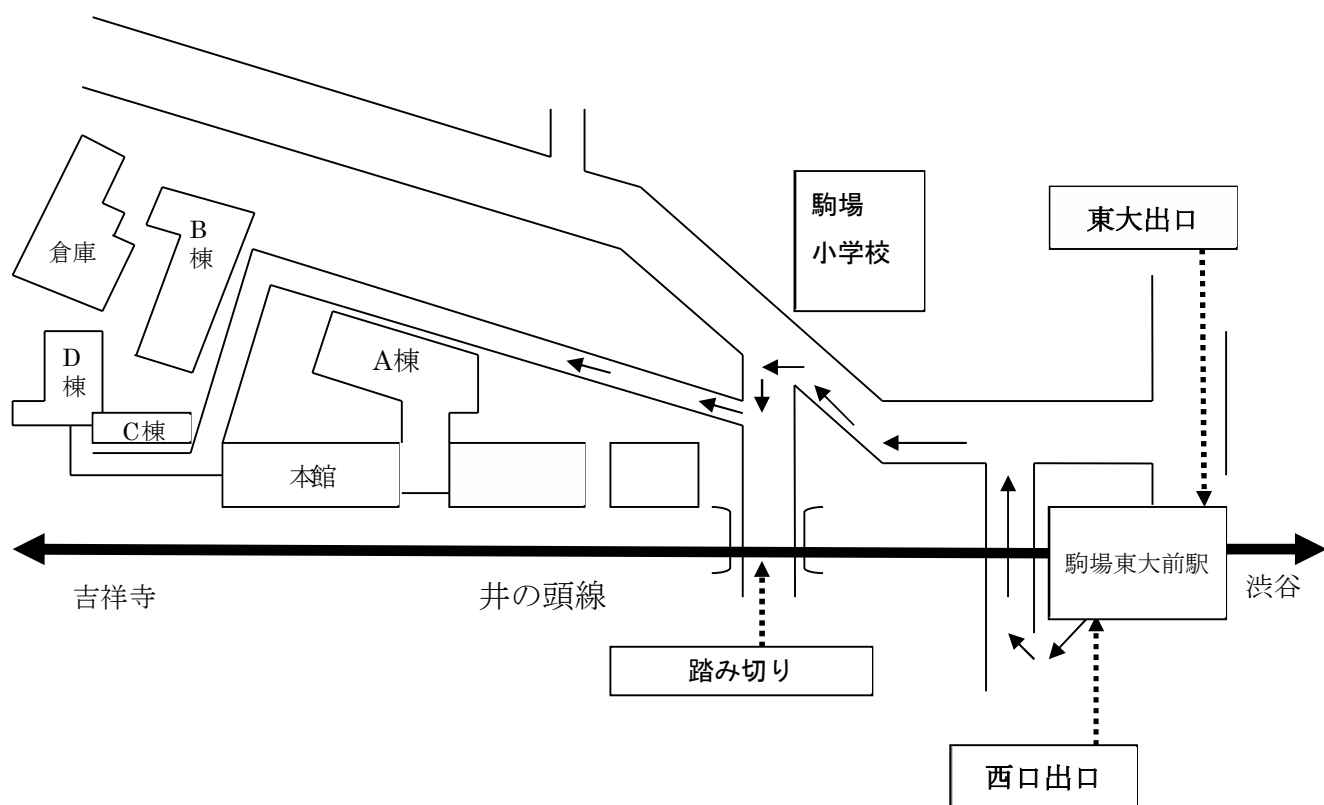 駒場
小学校
東大出口
B
棟
倉庫
D
棟
A棟
C棟
本館
駒場東大前駅
吉祥寺
井の頭線
渋谷
踏み切り
西口出口